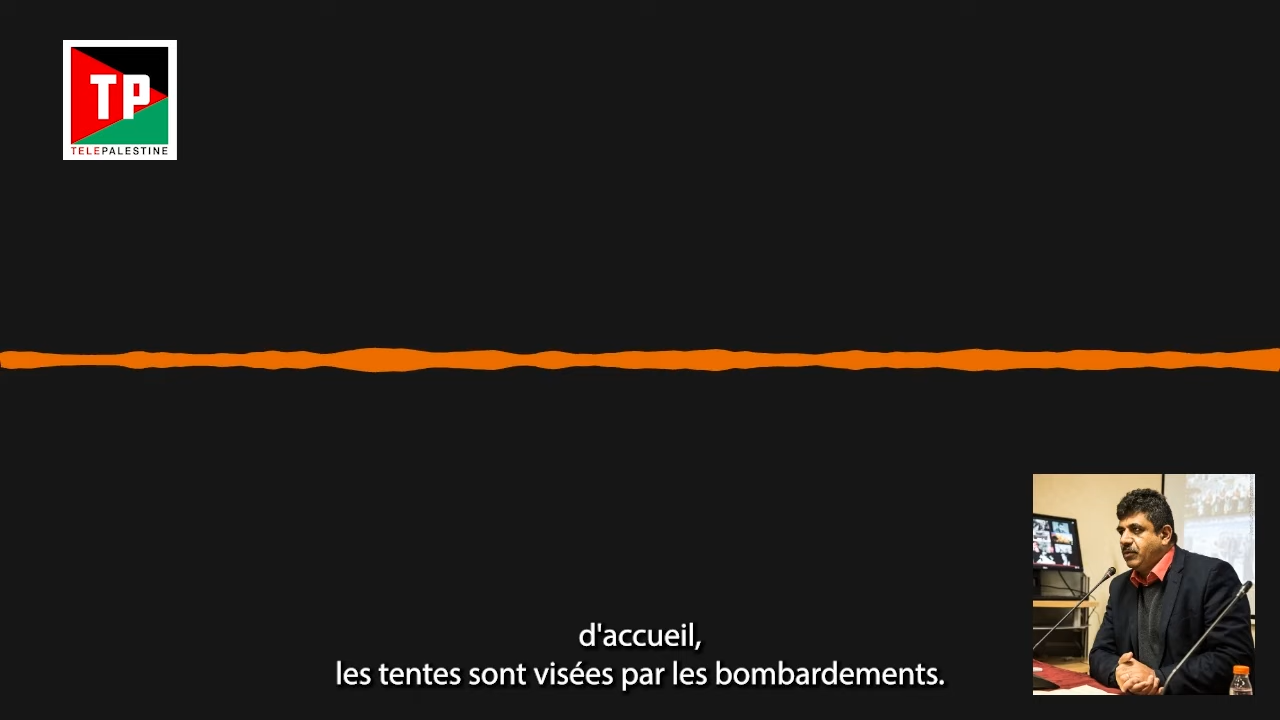 TP
TELEPALESTINE
d'accueil,
les tentes sont visées par les bombardements.